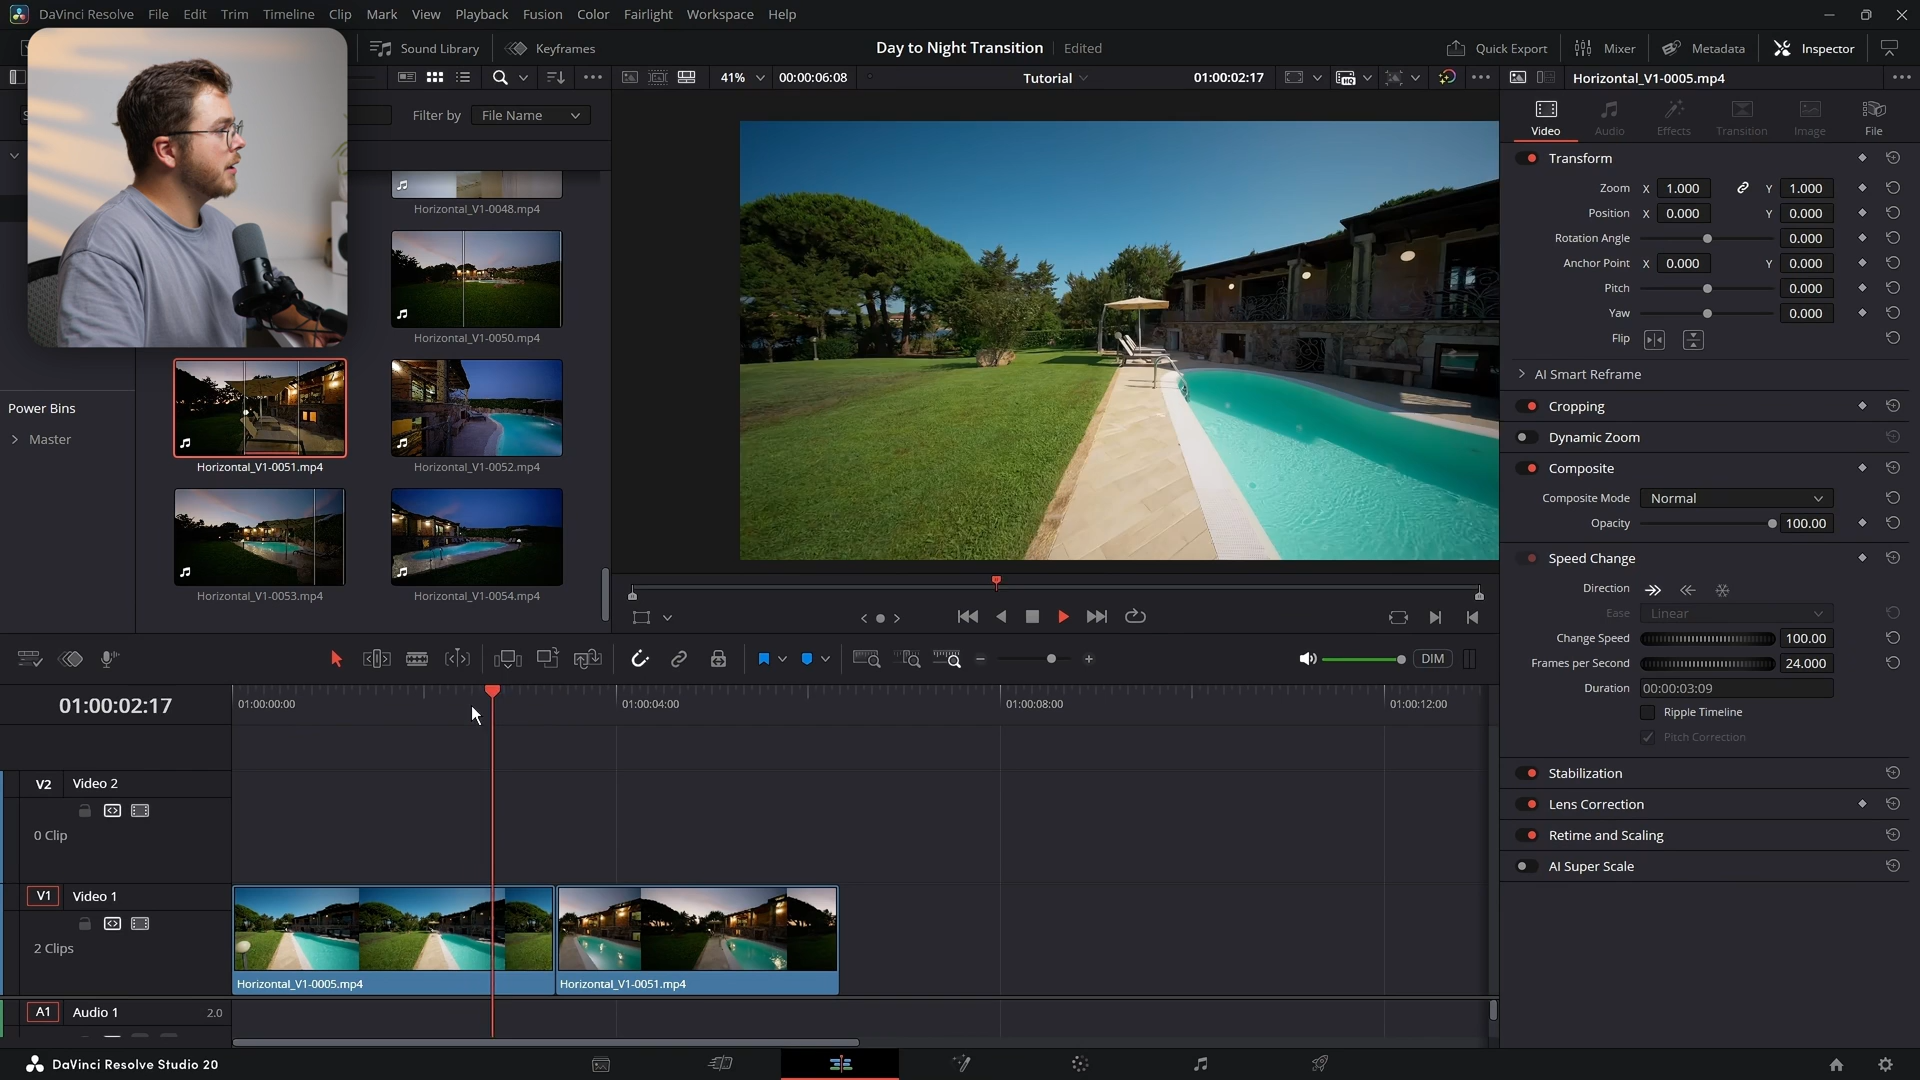 DaVinci Resolve File Edit Trim Timeline Clip Mark View Playback Fusion Color Fairlight Workspace Help
Sound Library Keyframes Day to Night Transition Edited Quick Export Mixer Metadata Inspector
41% 00:00:06:08 Tutorial 01:00:02:17 Horizontal_V1-0005.mp4
Filter by File Name
Video Audio Effects Transition Image File
Transform
Zoom X 1.000 Y 1.000
Position X 0.000 Y 0.000
Rotation Angle 0.000
Anchor Point X 0.000 Y 0.000
Pitch 0.000
Yaw 0.000
Flip
AI Smart Reframe
Cropping
Dynamic Zoom
Composite
Composite Mode Normal
Opacity 100.00
Speed Change
Direction
Ease Linear
Change Speed 100.00
Frames per Second 24.000
Duration 00:00:03:09
Ripple Timeline
Pitch Correction
Stabilization
Lens Correction
Retime and Scaling
AI Super Scale
Horizontal_V1-0048.mp4
Horizontal_V1-0050.mp4
Power Bins
Master
Horizontal_V1-0051.mp4 Horizontal_V1-0052.mp4
Horizontal_V1-0053.mp4 Horizontal_V1-0054.mp4
DIM
01:00:02:17 01:00:00:00 01:00:04:00 01:00:08:00 01:00:12:00
V2 Video 2
0 Clip
V1 Video 1
2 Clips
Horizontal_V1-0005.mp4 Horizontal_V1-0051.mp4
A1 Audio 1 2.0
DaVinci Resolve Studio 20